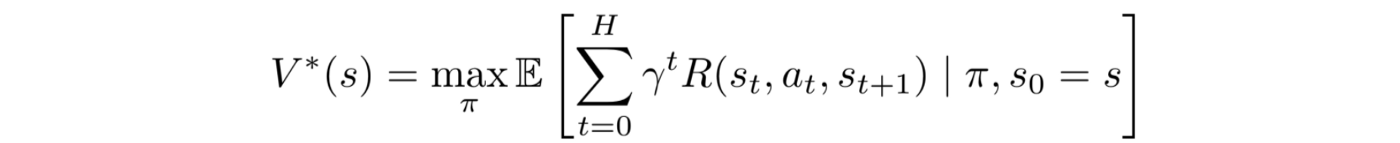 $V^*(s) = \max_{\pi} \mathbb{E}\left[\sum_{t=0}^{H} \gamma^t R(s_t, a_t, s_{t+1}) \mid \pi, s_0 = s\right]$